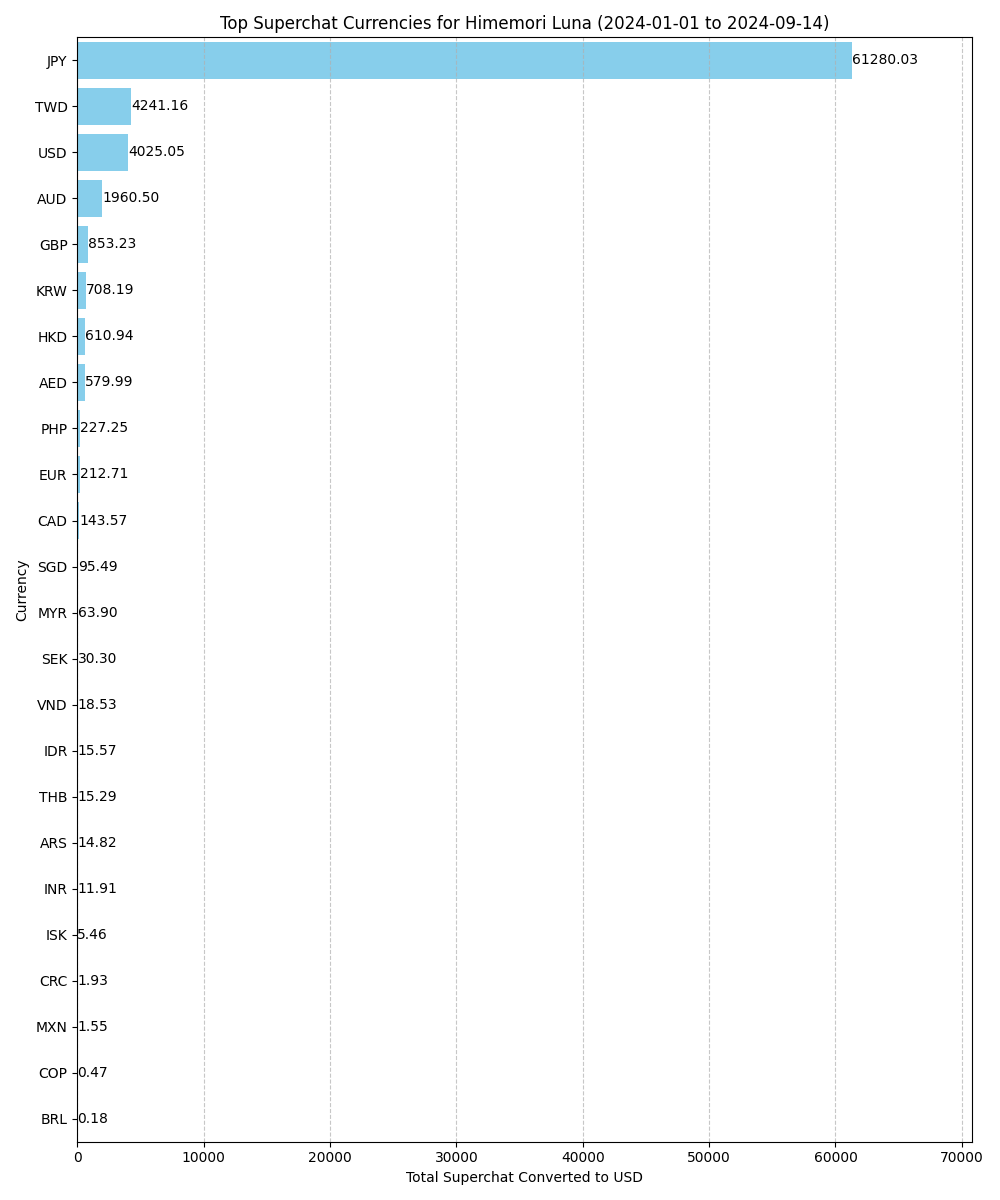 Top Superchat Currencies for Himemori Luna (2024-01-01 to 2024-09-14)
JPY 61280.03
TWD 4241.16
USD 4025.05
AUD 1960.50
GBP 853.23
KRW 708.19
HKD 610.94
AED 579.99
PHP 227.25
EUR 212.71
CAD 143.57
SGD 95.49
MYR 63.90
SEK 30.30
VND 18.53
IDR 15.57
THB 15.29
ARS 14.82
INR 11.91
ISK 5.46
CRC 1.93
MXN 1.55
COP 0.47
BRL 0.18
Currency
0 10000 20000 30000 40000 50000 60000 70000
Total Superchat Converted to USD